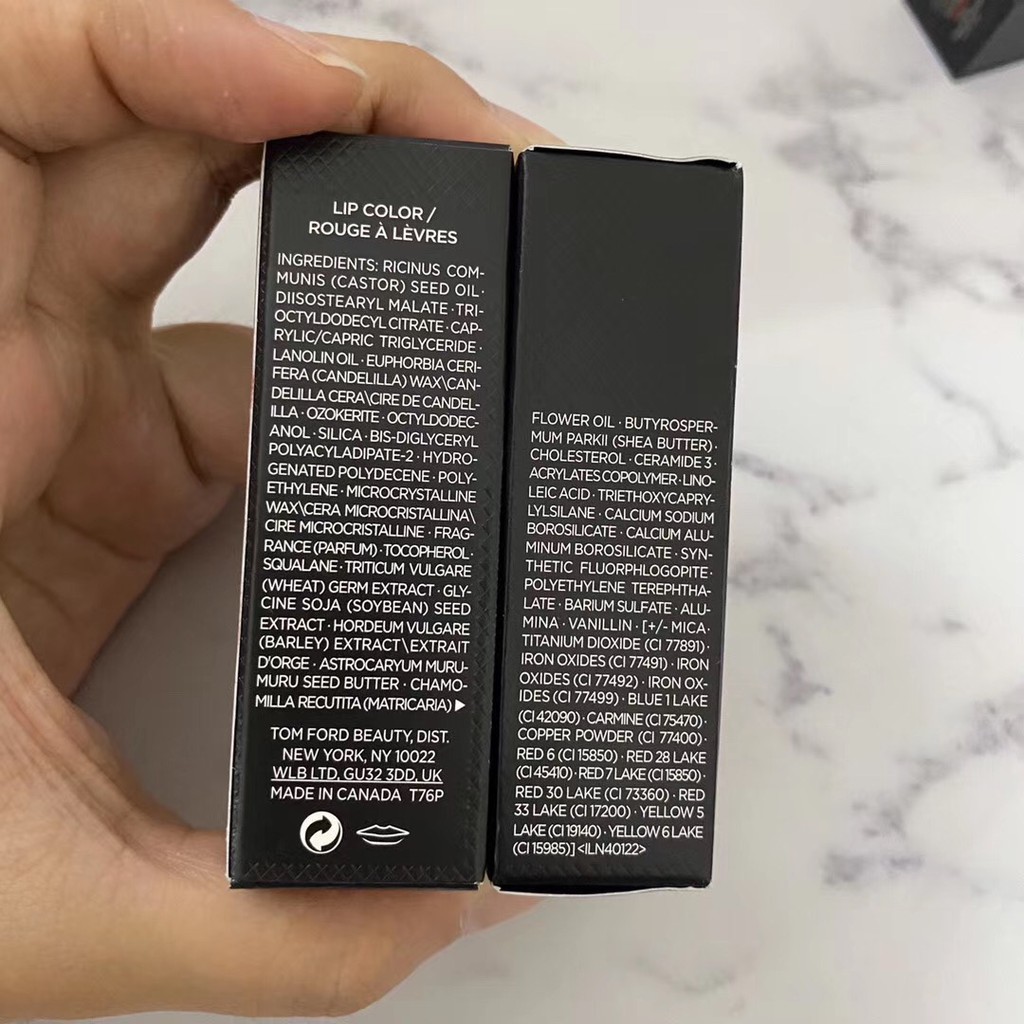 LIP COLOR /
ROUGE À LÈVRES
INGREDIENTS: RICINUS COM-
MUNIS (CASTOR) SEED OIL ·
DIISOSTEARYL MALATE · TRI-
OCTYLDODECYL CITRATE · CAP-
RYLIC/CAPRIC TRIGLYCERIDE ·
LANOLIN OIL · EUPHORBIA CERI-
FERA (CANDELILLA) WAX\CAN-
DELILLA CERA\CIRE DE CANDEL-
ILLA · OZOKERITE · OCTYLDODEC-
ANOL · SILICA · BIS-DIGLYCERYL
POLYACYLADIPATE-2 · HYDRO-
GENATED POLYDECENE · POLY-
ETHYLENE · MICROCRYSTALLINE
WAX\CERA MICROCRISTALLINA\
CIRE MICROCRISTALLINE · FRAG-
RANCE (PARFUM) · TOCOPHEROL ·
SQUALANE · TRITICUM VULGARE
(WHEAT) GERM EXTRACT · GLY-
CINE SOJA (SOYBEAN) SEED
EXTRACT · HORDEUM VULGARE
(BARLEY) EXTRACT\EXTRAIT
D'ORGE · ASTROCARYUM MURU-
MURU SEED BUTTER · CHAMO-
MILLA RECUTITA (MATRICARIA) ▶
TOM FORD BEAUTY, DIST.
NEW YORK, NY 10022
WLB LTD, GU32 3DD, UK
MADE IN CANADA T76P
FLOWER OIL · BUTYROSPER-
MUM PARKII (SHEA BUTTER) ·
CHOLESTEROL · CERAMIDE 3 ·
ACRYLATES COPOLYMER · LINO-
LEIC ACID · TRIETHOXYCAPRY-
LYLSILANE · CALCIUM SODIUM
BOROSILICATE · CALCIUM ALU-
MINUM BOROSILICATE · SYN-
THETIC FLUORPHLOGOPITE ·
POLYETHYLENE TEREPHTHA-
LATE · BARIUM SULFATE · ALU-
MINA · VANILLIN · [+/- MICA ·
TITANIUM DIOXIDE (CI 77891) ·
IRON OXIDES (CI 77491) · IRON
OXIDES (CI 77492) · IRON OX-
IDES (CI 77499) · BLUE 1 LAKE
(CI 42090) · CARMINE (CI 75470) ·
COPPER POWDER (CI 77400) ·
RED 6 (CI 15850) · RED 28 LAKE
(CI 45410) · RED 7 LAKE (CI 15850) ·
RED 30 LAKE (CI 73360) · RED
33 LAKE (CI 17200) · YELLOW 5
LAKE (CI 19140) · YELLOW 6 LAKE
(CI 15985)] <ILN40122>